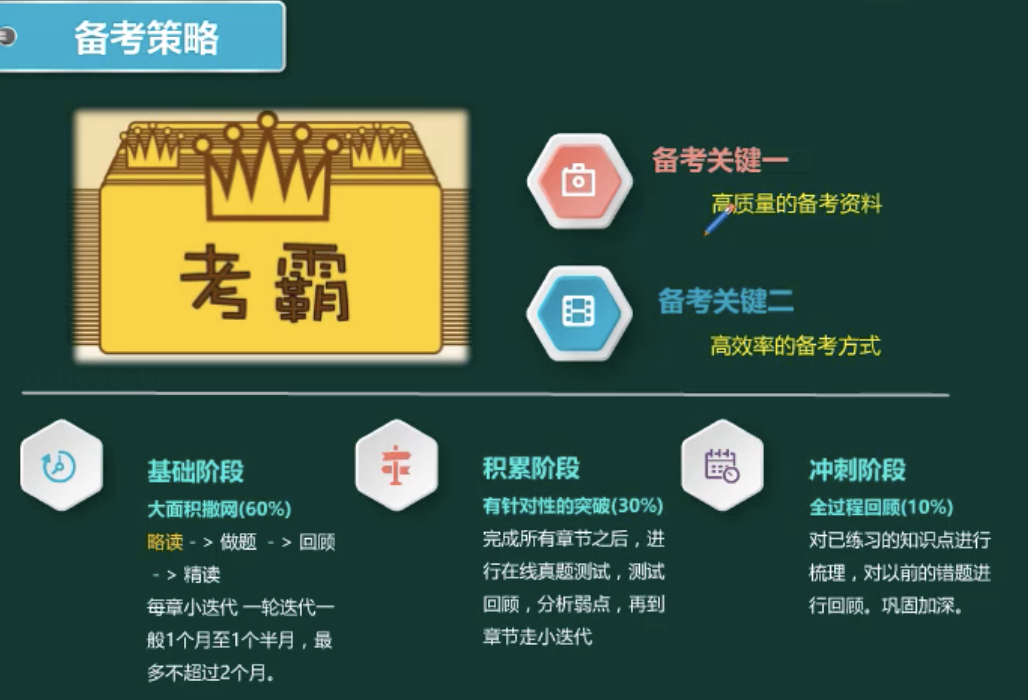 备考策略
考霸
备考关键一
高质量的备考资料
备考关键二
高效率的备考方式
基础阶段
大面积撒网(60%)
略读 - > 做题 - > 回顾
- > 精读
每章小迭代 一轮迭代一
般1个月至1个半月，最
多不超过2个月。
积累阶段
有针对性的突破(30%)
完成所有章节之后，进
行在线真题测试，测试
回顾，分析弱点，再到
章节走小迭代
冲刺阶段
全过程回顾(10%)
对已练习的知识点进行
梳理，对以前的错题进
行回顾。巩固加深。